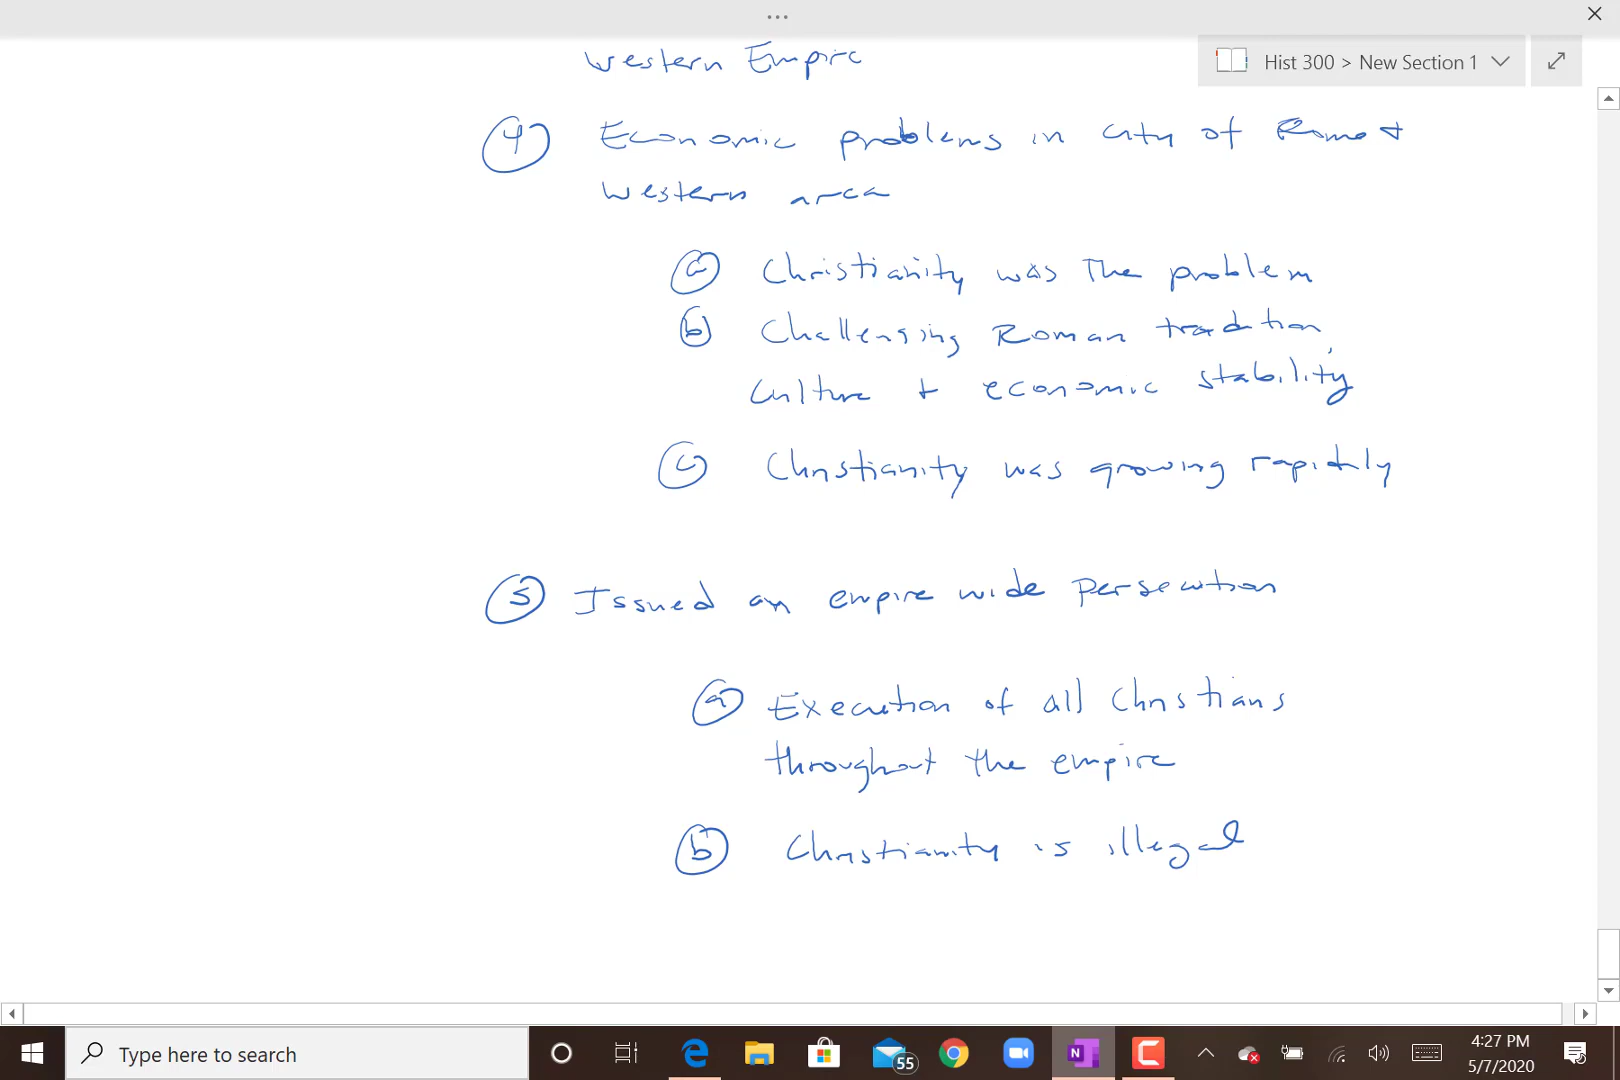 Hist 300 > New Section 1
Western Empire
4 Economic problems in city of Rome +
Western area
a Christianity was The problem
b Challenging Roman tradition,
Culture + economic stability
c Christianity was growing rapidly
5 Issued an empire wide persecution
a Execution of all Christians
throughout the empire
b Christianity is illegal
Type here to search
55
4:27 PM
5/7/2020